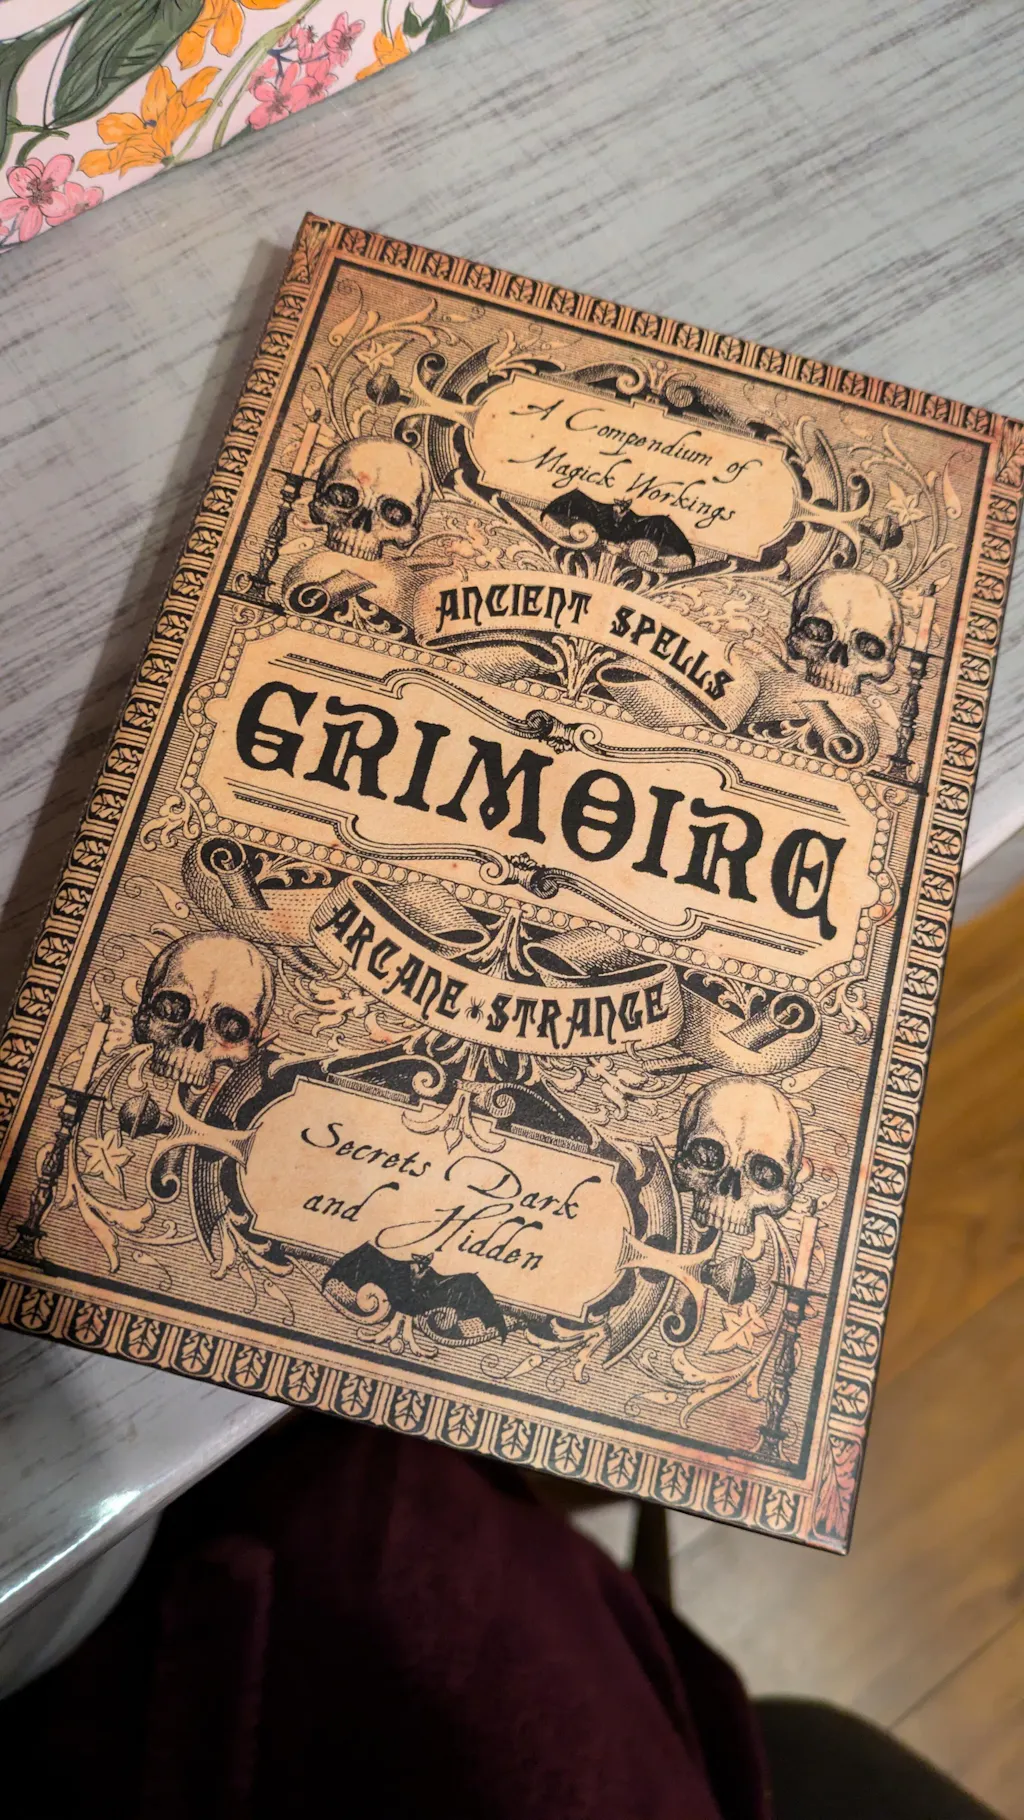 A Compendium of
Magick Workings
ANCIENT SPELLS
GRIMOIRE
ARCANE STRANGE
Secrets Dark
and Hidden